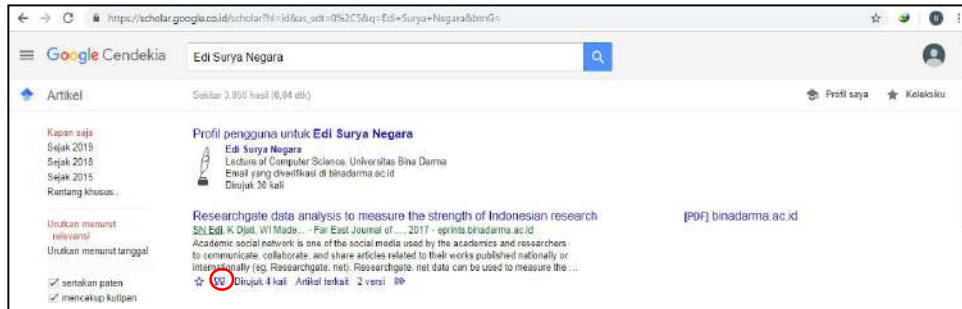 https://scholar.google.co.id/scholar?hl=id&as_sdt=0%2C5&q=Edi+Surya+Negara&btnG=
Google Cendekia
Edi Surya Negara
Artikel
Sekitar 3.050 hasil (0,04 dtk)
Profil saya
Koleksiku
Kapan saja
Sejak 2019
Sejak 2018
Sejak 2015
Rentang khusus...
Urutkan menurut
relevansi
Urutkan menurut tanggal
sertakan paten
mencakup kutipan
Profil pengguna untuk Edi Surya Negara
Edi Surya Negara
Lecture of Computer Science, Universitas Bina Darma
Email yang diverifikasi di binadarma.ac.id
Dirujuk 30 kali
Researchgate data analysis to measure the strength of Indonesian research
[PDF] binadarma.ac.id
SN Edi, K Djati, WI Made... - Far East Journal of ..., 2017 - eprints.binadarma.ac.id
Academic social network is one of the social media used by the academics and researchers
to communicate, collaborate, and share articles related to their works published nationally or
internationally (eg. Researchgate. net). Researchgate. net data can be used to measure the ...
Dirujuk 4 kali Artikel terkait 2 versi